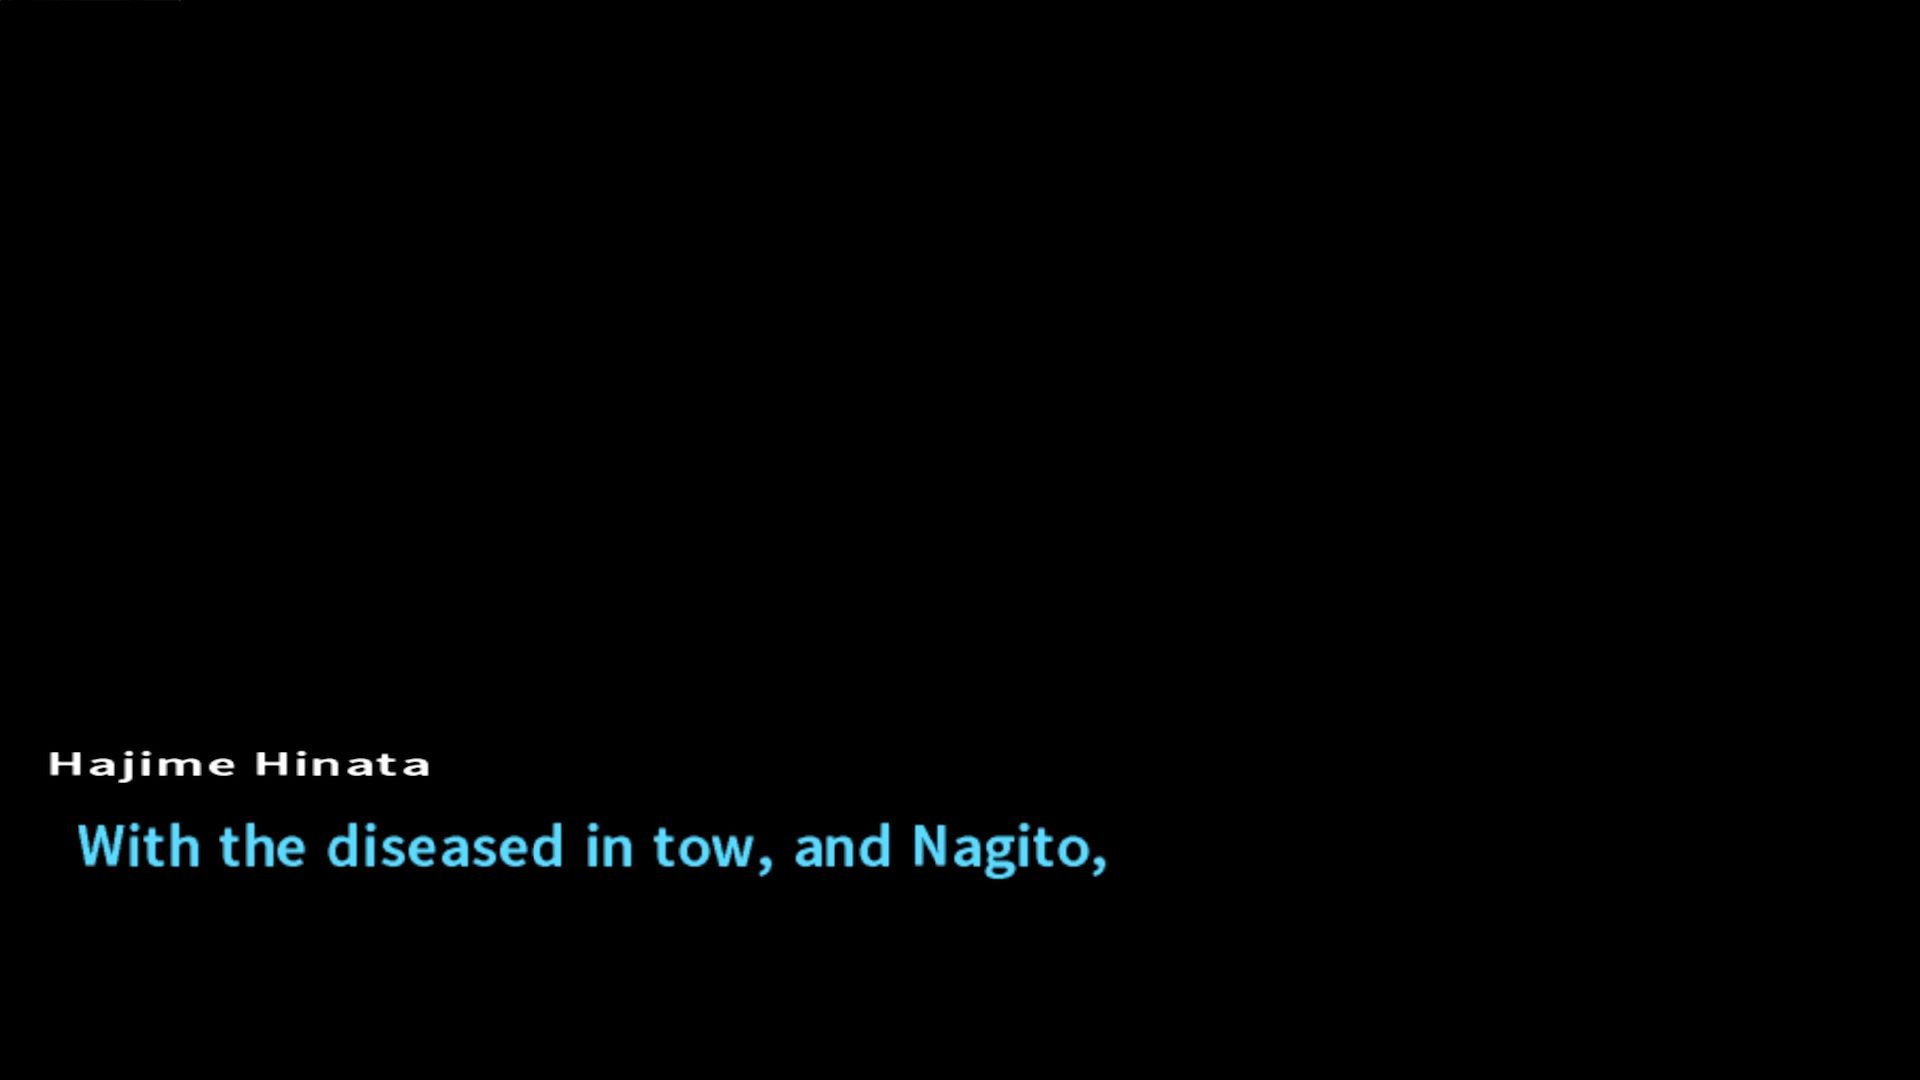 Hajime Hinata
With the diseased in tow, and Nagito,